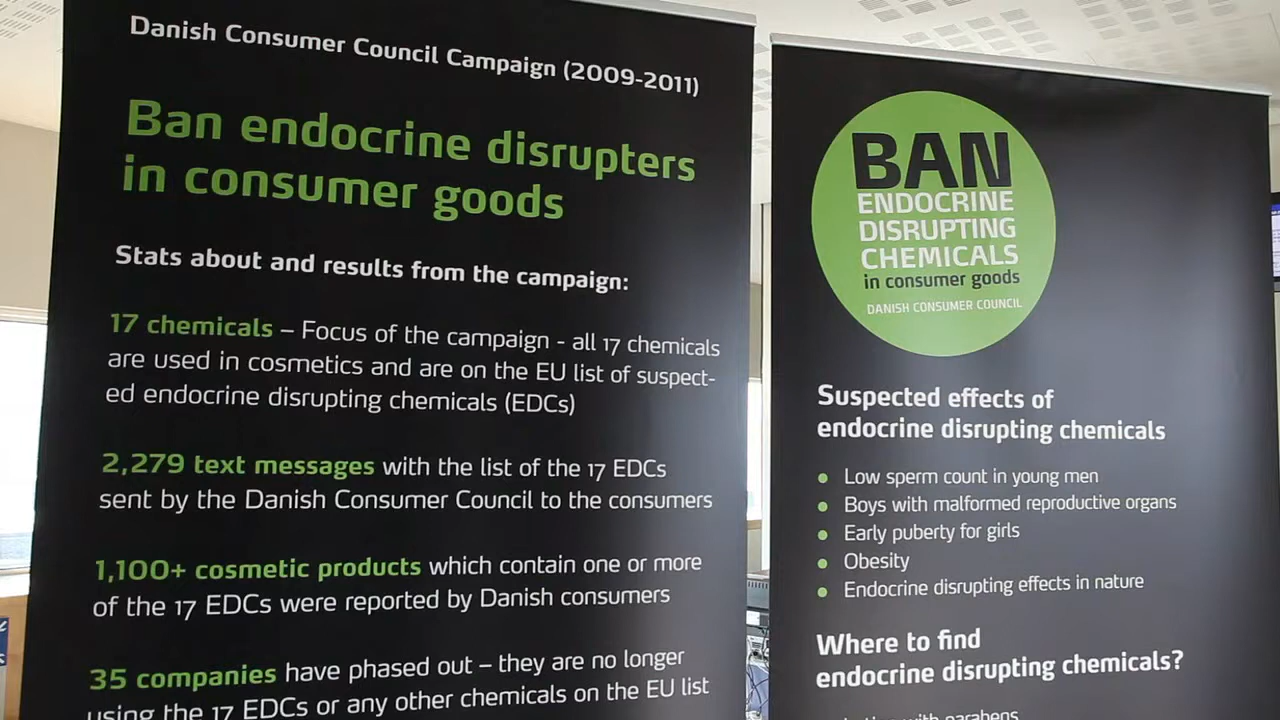 Danish Consumer Council Campaign (2009-2011)
Ban endocrine disrupters
in consumer goods
Stats about and results from the campaign:
17 chemicals – Focus of the campaign - all 17 chemicals
are used in cosmetics and are on the EU list of suspect-
ed endocrine disrupting chemicals (EDCs)
2,279 text messages with the list of the 17 EDCs
sent by the Danish Consumer Council to the consumers
1,100+ cosmetic products which contain one or more
of the 17 EDCs were reported by Danish consumers
35 companies have phased out – they are no longer
using the 17 EDCs or any other chemicals on the EU list
BAN
ENDOCRINE
DISRUPTING
CHEMICALS
in consumer goods
DANISH CONSUMER COUNCIL
Suspected effects of
endocrine disrupting chemicals
Low sperm count in young men
Boys with malformed reproductive organs
Early puberty for girls
Obesity
Endocrine disrupting effects in nature
Where to find
endocrine disrupting chemicals?
with parabens